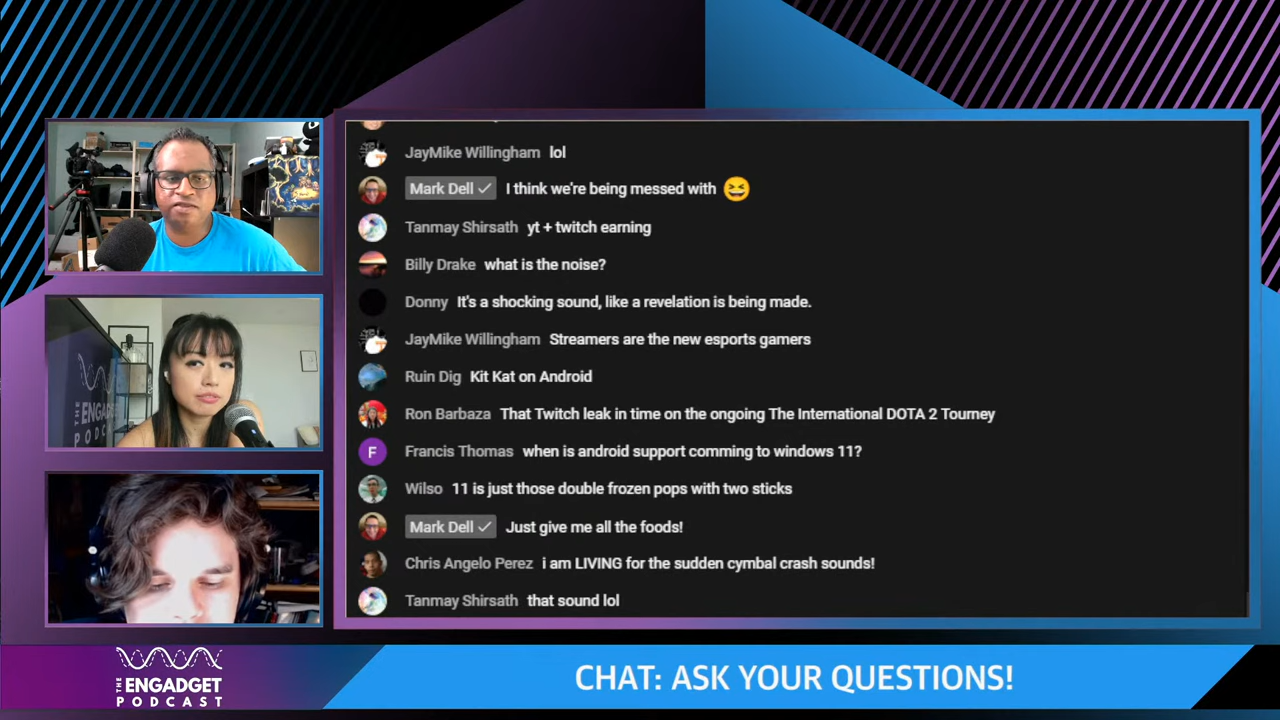 JayMike Willingham lol
Mark Dell I think we're being messed with 😆
Tanmay Shirsath yt + twitch earning
Billy Drake what is the noise?
Donny It's a shocking sound, like a revelation is being made.
JayMike Willingham Streamers are the new esports gamers
Ruin Dig Kit Kat on Android
Ron Barbaza That Twitch leak in time on the ongoing The International DOTA 2 Tourney
F Francis Thomas when is android support comming to windows 11?
Wilso 11 is just those double frozen pops with two sticks
Mark Dell Just give me all the foods!
Chris Angelo Perez i am LIVING for the sudden cymbal crash sounds!
Tanmay Shirsath that sound lol
THE
ENGADGET
PODCAST
CHAT: ASK YOUR QUESTIONS!